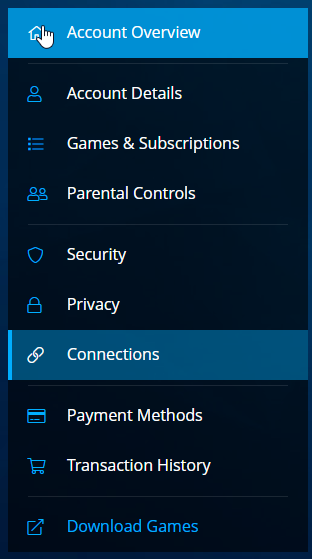 Account Overview
Account Details
Games & Subscriptions
Parental Controls
Security
Privacy
Connections
Payment Methods
Transaction History
Download Games